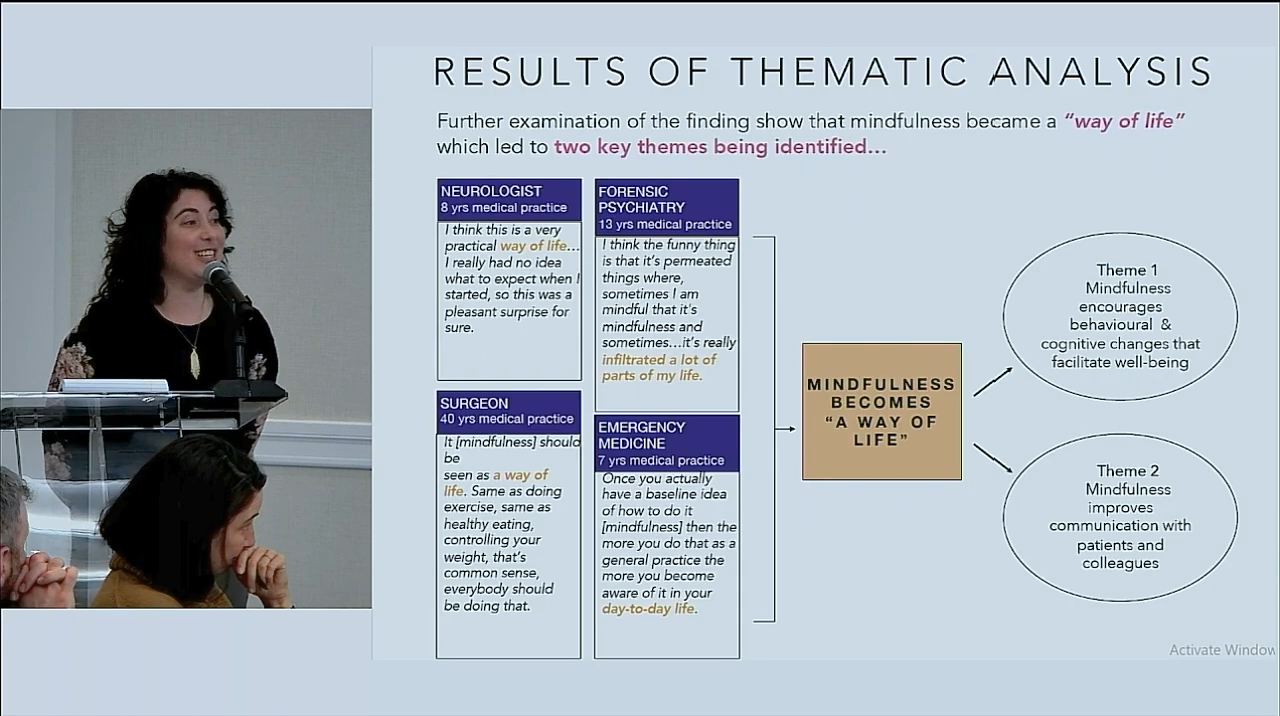 RESULTS OF THEMATIC ANALYSIS
Further examination of the finding show that mindfulness became a “way of life”
which led to two key themes being identified…
NEUROLOGIST
8 yrs medical practice
I think this is a very
practical way of life…
I really had no idea
what to expect when I
started, so this was a
pleasant surprise for
sure.
FORENSIC
PSYCHIATRY
13 yrs medical practice
I think the funny thing
is that it’s permeated
things where,
sometimes I am
mindful that it's
mindfulness and
sometimes…it’s really
infiltrated a lot of
parts of my life.
SURGEON
40 yrs medical practice
It [mindfulness] should
be
seen as a way of
life. Same as doing
exercise, same as
healthy eating,
controlling your
weight, that’s
common sense,
everybody should
be doing that.
EMERGENCY
MEDICINE
7 yrs medical practice
Once you actually
have a baseline idea
of how to do it
[mindfulness] then the
more you do that as a
general practice the
more you become
aware of it in your
day-to-day life.
MINDFULNESS
BECOMES
“A WAY OF
LIFE”
Theme 1
Mindfulness
encourages
behavioural &
cognitive changes that
facilitate well-being
Theme 2
Mindfulness
improves
communication with
patients and
colleagues
Activate Window